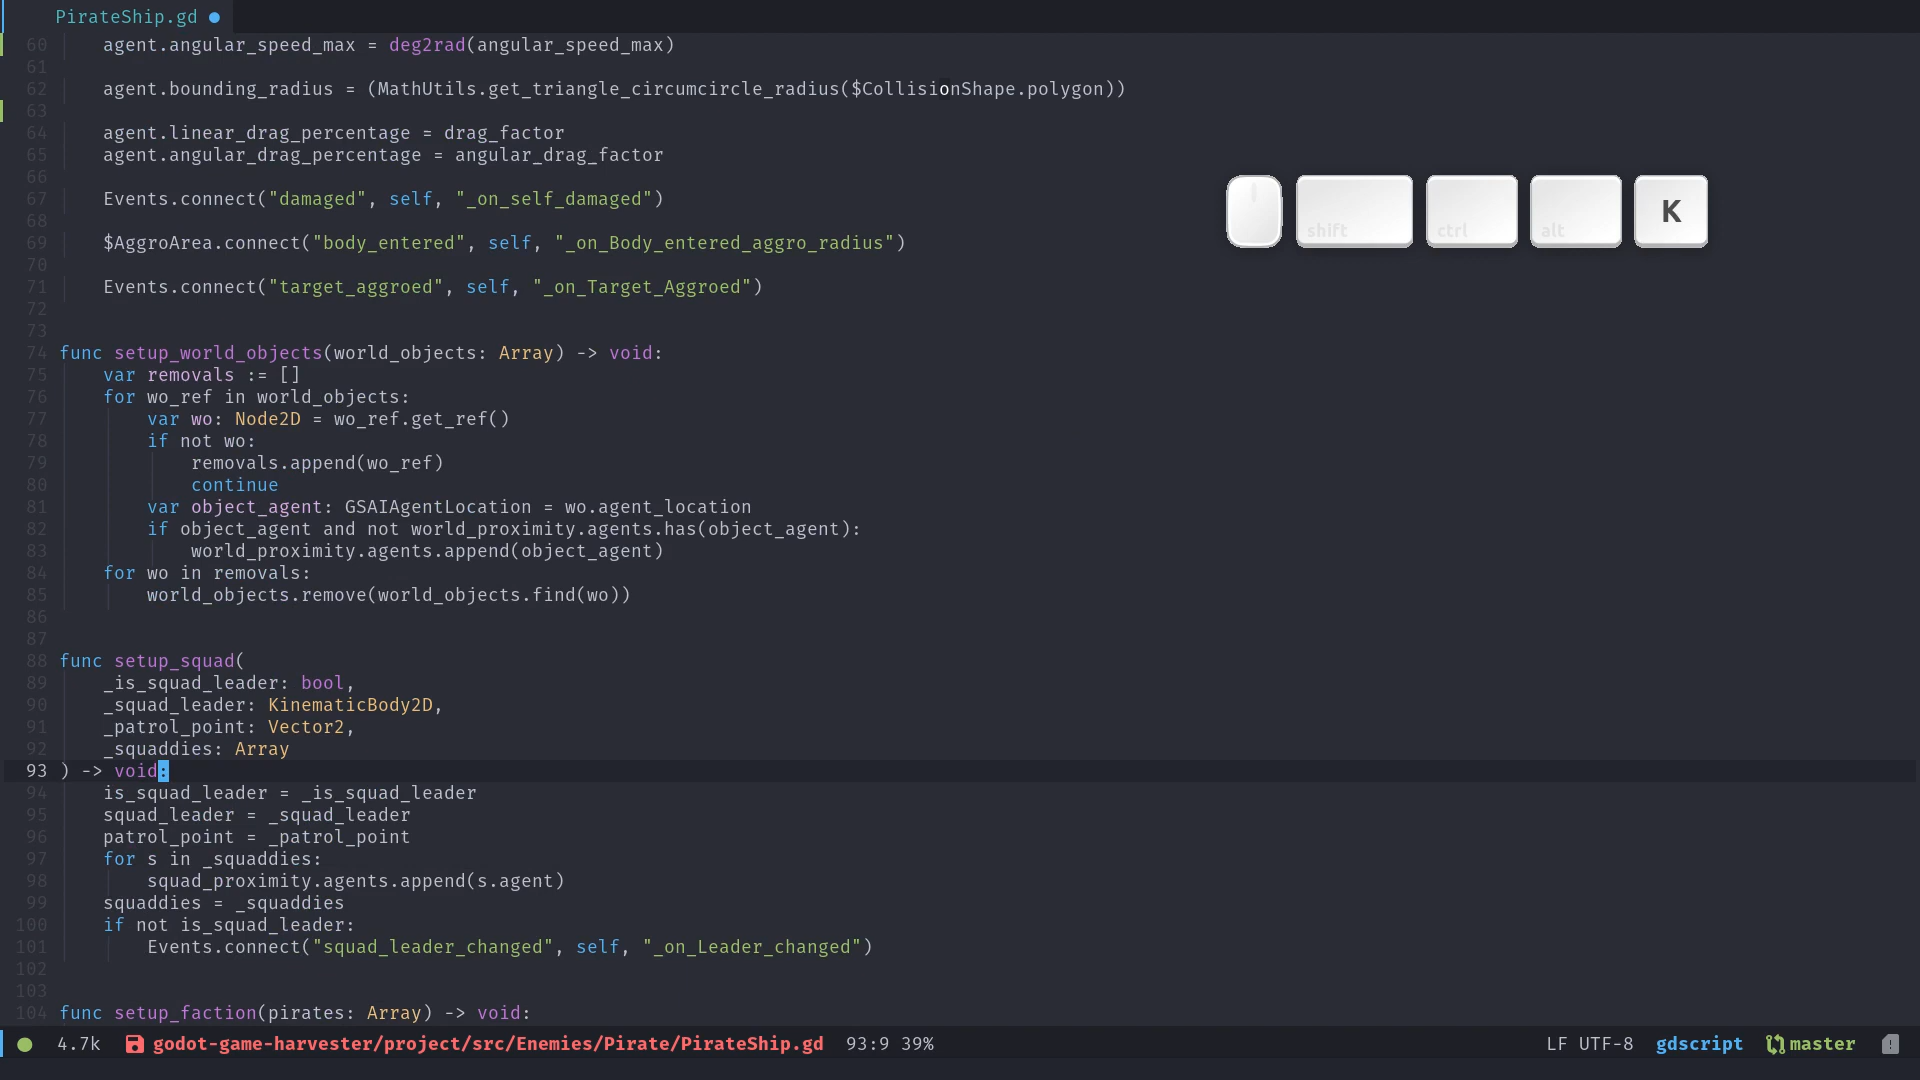 PirateShip.gd
60 agent.angular_speed_max = deg2rad(angular_speed_max)
61
62 agent.bounding_radius = (MathUtils.get_triangle_circumcircle_radius($CollisionShape.polygon))
63
64 agent.linear_drag_percentage = drag_factor
65 agent.angular_drag_percentage = angular_drag_factor
66
67 Events.connect("damaged", self, "_on_self_damaged")
68
69 $AggroArea.connect("body_entered", self, "_on_Body_entered_aggro_radius")
70
71 Events.connect("target_aggroed", self, "_on_Target_Aggroed")
72
73
74 func setup_world_objects(world_objects: Array) -> void:
75 var removals := []
76 for wo_ref in world_objects:
77 var wo: Node2D = wo_ref.get_ref()
78 if not wo:
79 removals.append(wo_ref)
80 continue
81 var object_agent: GSAIAgentLocation = wo.agent_location
82 if object_agent and not world_proximity.agents.has(object_agent):
83 world_proximity.agents.append(object_agent)
84 for wo in removals:
85 world_objects.remove(world_objects.find(wo))
86
87
88 func setup_squad(
89 _is_squad_leader: bool,
90 _squad_leader: KinematicBody2D,
91 _patrol_point: Vector2,
92 _squaddies: Array
93 ) -> void:
94 is_squad_leader = _is_squad_leader
95 squad_leader = _squad_leader
96 patrol_point = _patrol_point
97 for s in _squaddies:
98 squad_proximity.agents.append(s.agent)
99 squaddies = _squaddies
100 if not is_squad_leader:
101 Events.connect("squad_leader_changed", self, "_on_Leader_changed")
102
103
104 func setup_faction(pirates: Array) -> void:
shift ctrl alt K
4.7k godot-game-harvester/project/src/Enemies/Pirate/PirateShip.gd 93:9 39% LF UTF-8 gdscript master